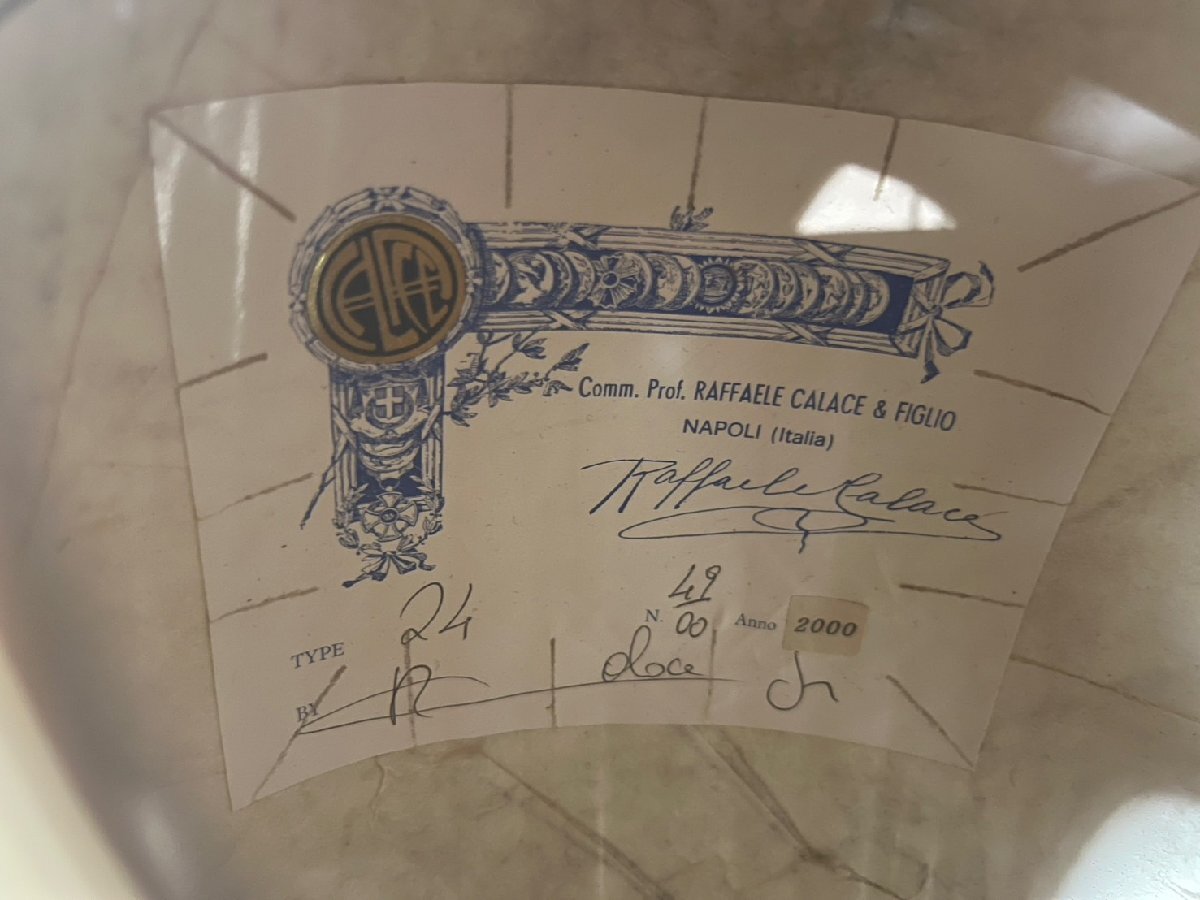 CALACE
Comm. Prof. RAFFAELE CALACE & FIGLIO
NAPOLI (Italia)
Raffaele Calace
TYPE 24 N. 49/00 Anno 2000
BY